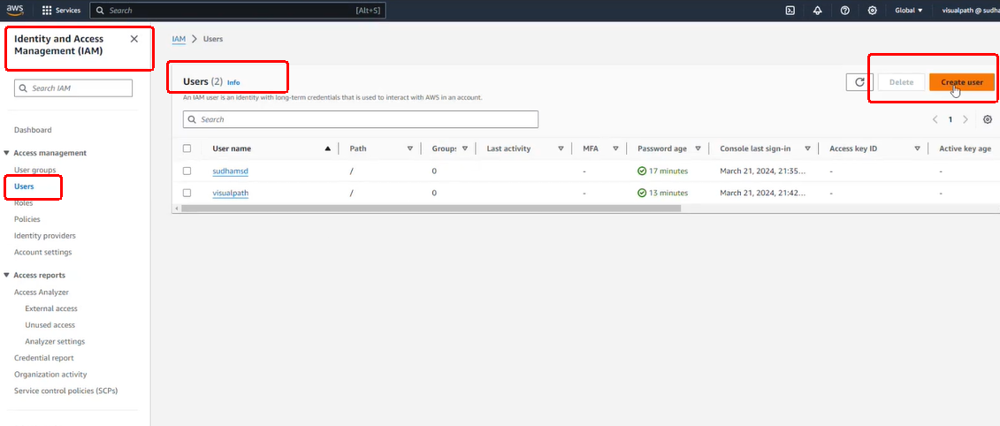 aws
Services
Search
[Alt+S]
Global
visualpath @ sudha
Identity and Access
Management (IAM)
Search IAM
Dashboard
Access management
User groups
Users
Roles
Policies
Identity providers
Account settings
Access reports
Access Analyzer
External access
Unused access
Analyzer settings
Credential report
Organization activity
Service control policies (SCPs)
IAM > Users
Users (2) Info
Delete
Create user
An IAM user is an identity with long-term credentials that is used to interact with AWS in an account.
Search
1
User name Path Groups Last activity MFA Password age Console last sign-in Access key ID Active key age
sudhamsd / 0 - 17 minutes March 21, 2024, 21:35... - -
visualpath / 0 - 13 minutes March 21, 2024, 21:42... - -